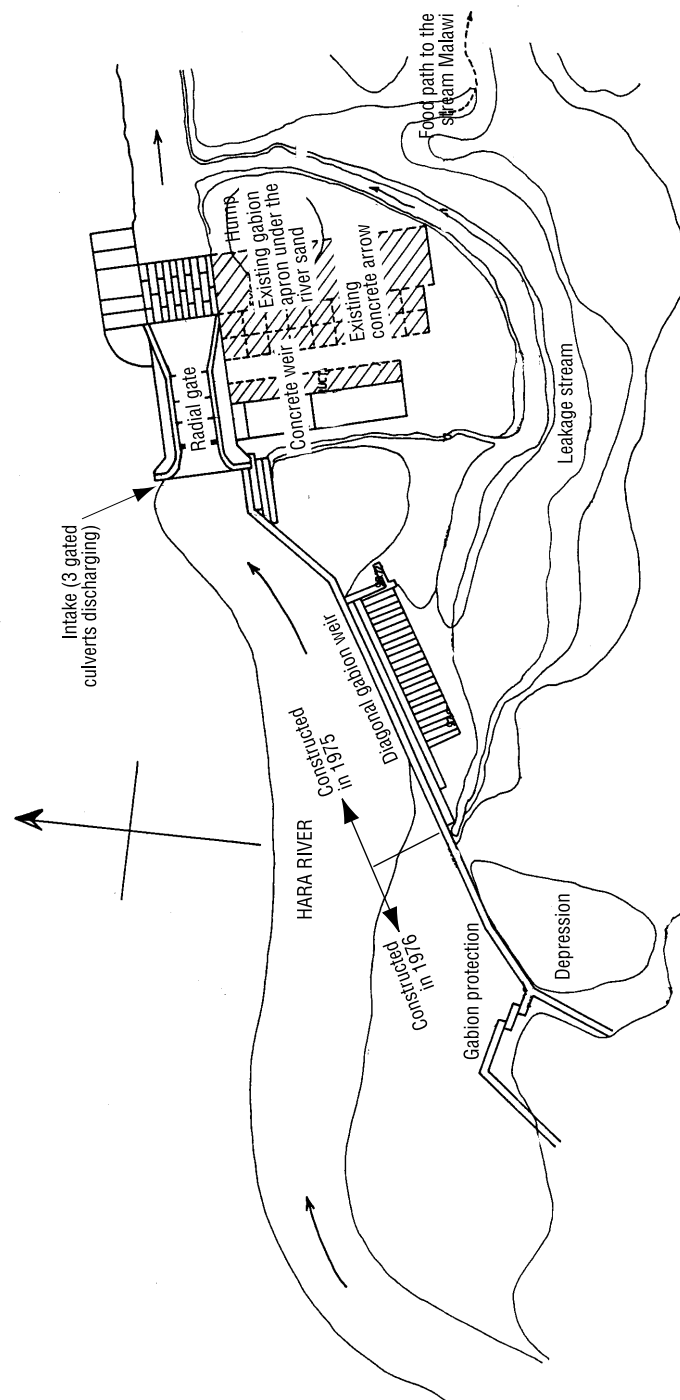 Food path to the
stream Malawi
Hump
Existing gabion
apron under the
river sand
Existing
concrete arrow
Concrete weir
Radial gate
Leakage stream
Intake (3 gated
culverts discharging)
Diagonal gabion weir
Constructed
in 1975
HARA RIVER
Constructed
in 1976
Gabion protection
Depression